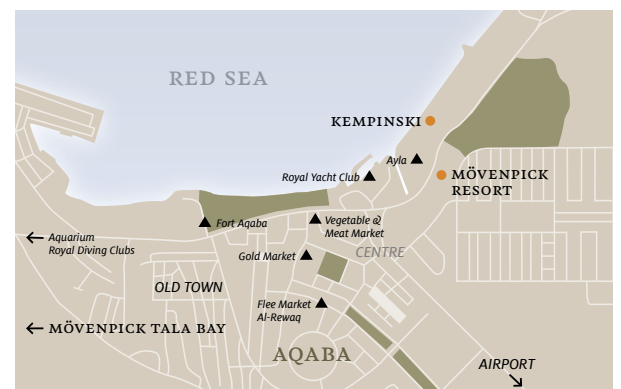 RED SEA
KEMPINSKI
Ayla
Royal Yacht Club
MÖVENPICK
RESORT
Fort Aqaba
Vegetable &
Meat Market
Aquarium
Royal Diving Clubs
Gold Market
CENTRE
OLD TOWN
Flee Market
Al-Rewaq
MÖVENPICK TALA BAY
AQABA
AIRPORT